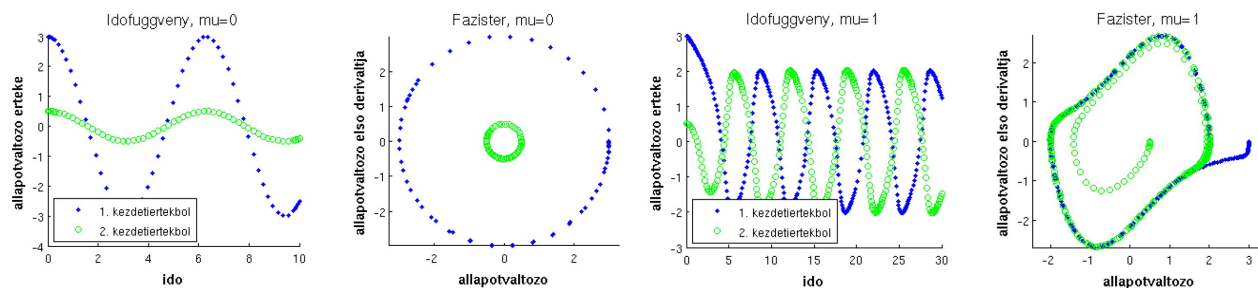 Idofuggveny, mu=0
allapotvaltozo erteke
3
2
1
0
-1
-2
-3
-4
1. kezdetiertekbol
2. kezdetiertekbol
0 2 4 6 8 10
ido
Fazister, mu=0
allapotvaltozo elso derivaltja
2
1
0
-1
-2
-2 0 2
allapotvaltozo
Idofuggveny, mu=1
allapotvaltozo erteke
3
2
1
0
-1
-2
-3
1. kezdetiertekbol
2. kezdetiertekbol
0 5 10 15 20 25 30
ido
Fazister, mu=1
allapotvaltozo elso derivaltja
2
1
0
-1
-2
-2 -1 0 1 2 3
allapotvaltozo